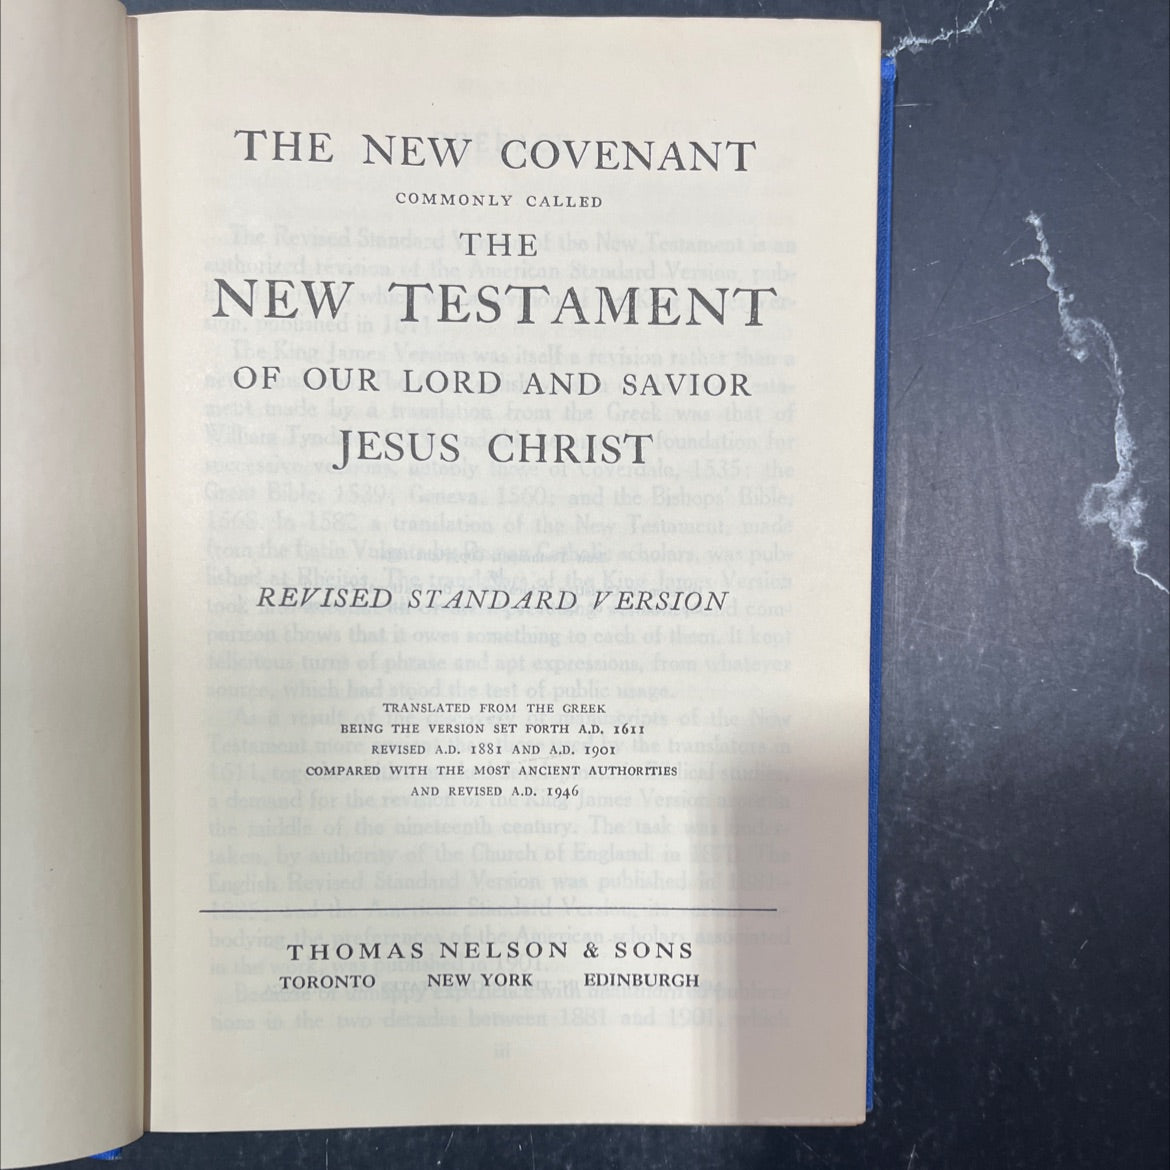 THE NEW COVENANT
COMMONLY CALLED
THE
NEW TESTAMENT
OF OUR LORD AND SAVIOR
JESUS CHRIST
REVISED STANDARD VERSION
TRANSLATED FROM THE GREEK
BEING THE VERSION SET FORTH A.D. 1611
REVISED A.D. 1881 AND A.D. 1901
COMPARED WITH THE MOST ANCIENT AUTHORITIES
AND REVISED A.D. 1946
THOMAS NELSON & SONS
TORONTO NEW YORK EDINBURGH